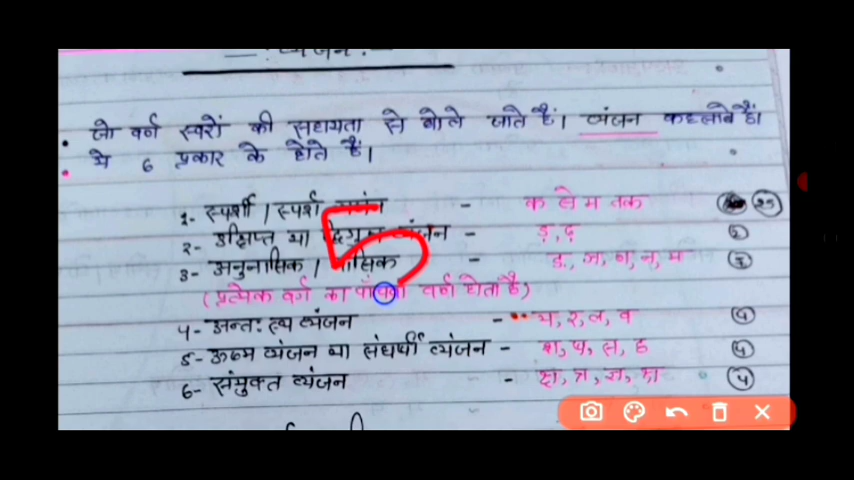 व्यंजन :-
जो वर्ण स्वरों की सहायता से बोले जाते हैं। व्यंजन कहलाते हैं।
ये 6 प्रकार के होते हैं।
1- स्पर्शी / स्पर्श व्यंजन - क से म तक 25
2- उत्क्षिप्त या द्विगुण व्यंजन - ड़, ढ़ 2
3- अनुनासिक / नासिक - ङ, ञ, ण, न, म
(प्रत्येक वर्ग का पाँचवा वर्ण होता है)
4- अन्तः स्थ व्यंजन - य, र, ल, व 4
5- ऊष्म व्यंजन या संघर्षी व्यंजन - श, ष, स, ह 4
6- संयुक्त व्यंजन - क्ष, त्र, ज्ञ, श्र 4